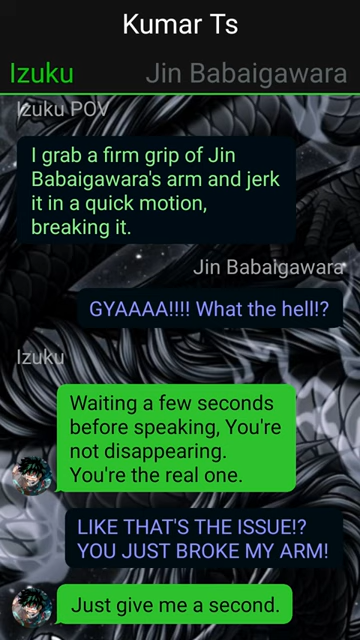 Kumar Ts
Izuku Jin Babaigawara
Izuku POV
I grab a firm grip of Jin
Babaigawara's arm and jerk
it in a quick motion,
breaking it.
Jin Babaigawara
GYAAAA!!!! What the hell!?
Izuku
Waiting a few seconds
before speaking, You're
not disappearing.
You're the real one.
LIKE THAT'S THE ISSUE!?
YOU JUST BROKE MY ARM!
Just give me a second.